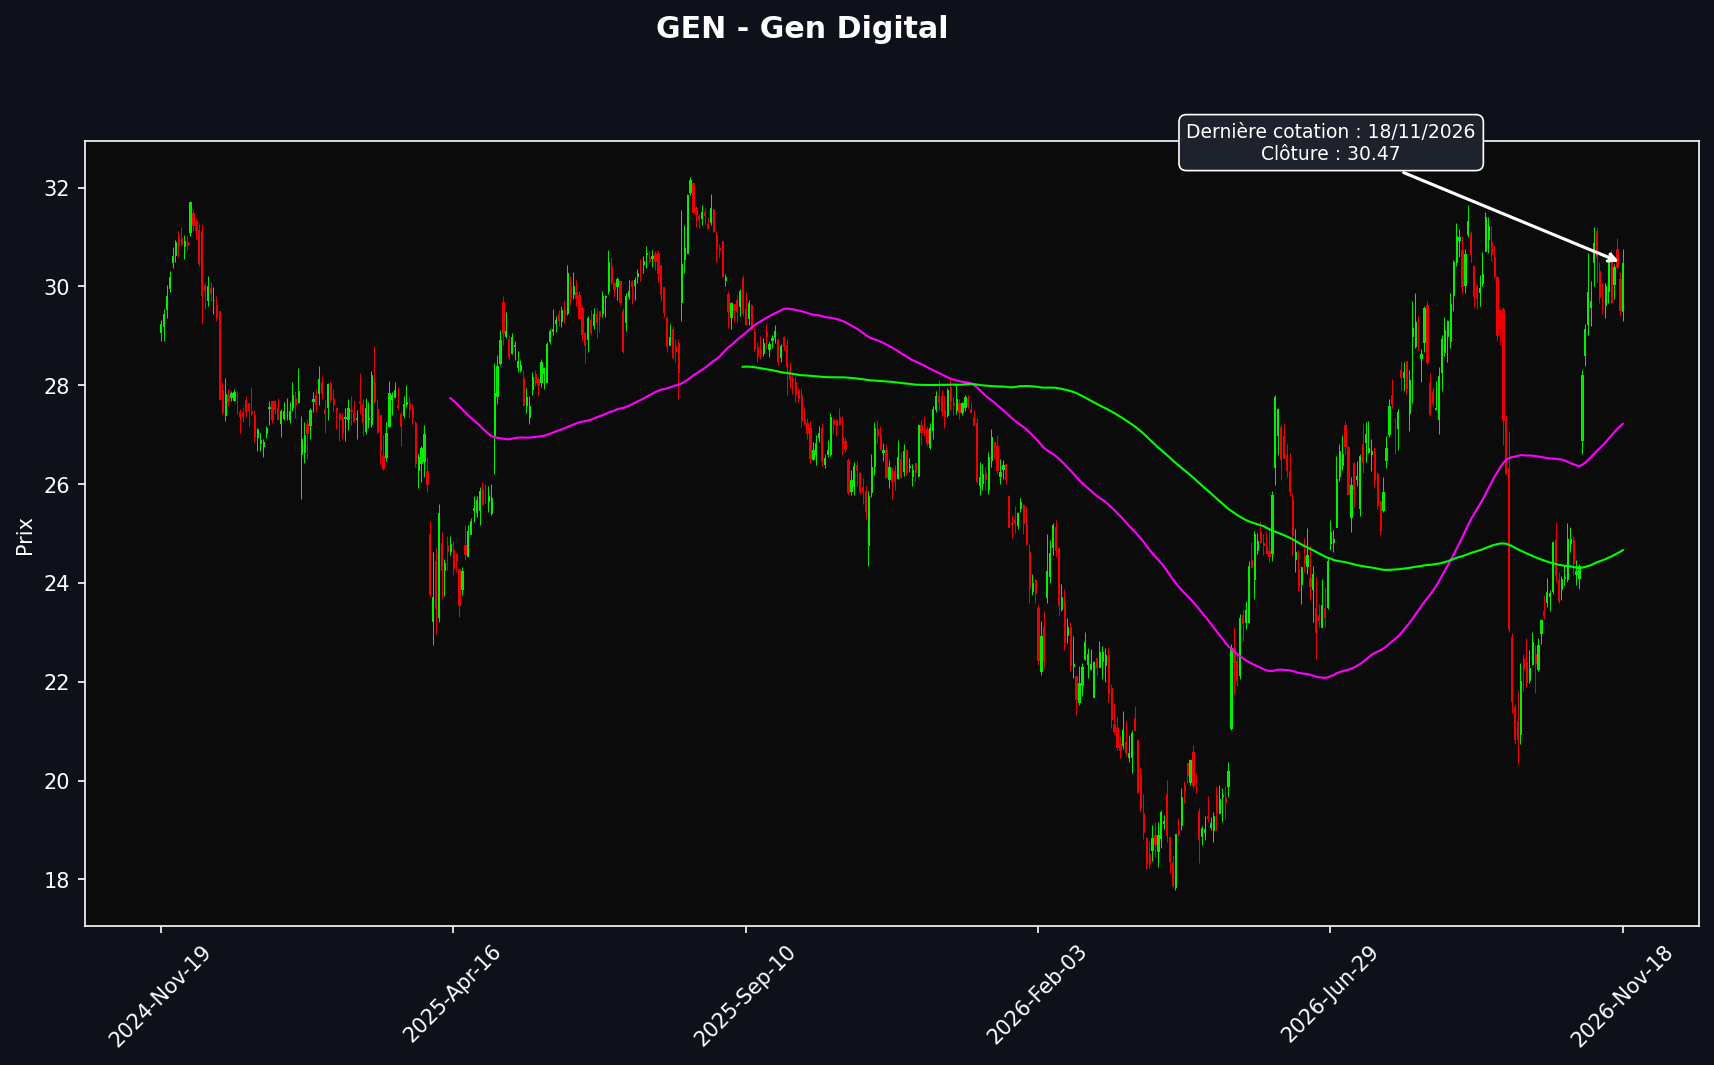 GEN - Gen Digital
Dernière cotation : 18/11/2026
Clôture : 30.47
Prix
32
30
28
26
24
22
20
18
2024-Nov-19
2025-Apr-16
2025-Sep-10
2026-Feb-03
2026-Jun-29
2026-Nov-18